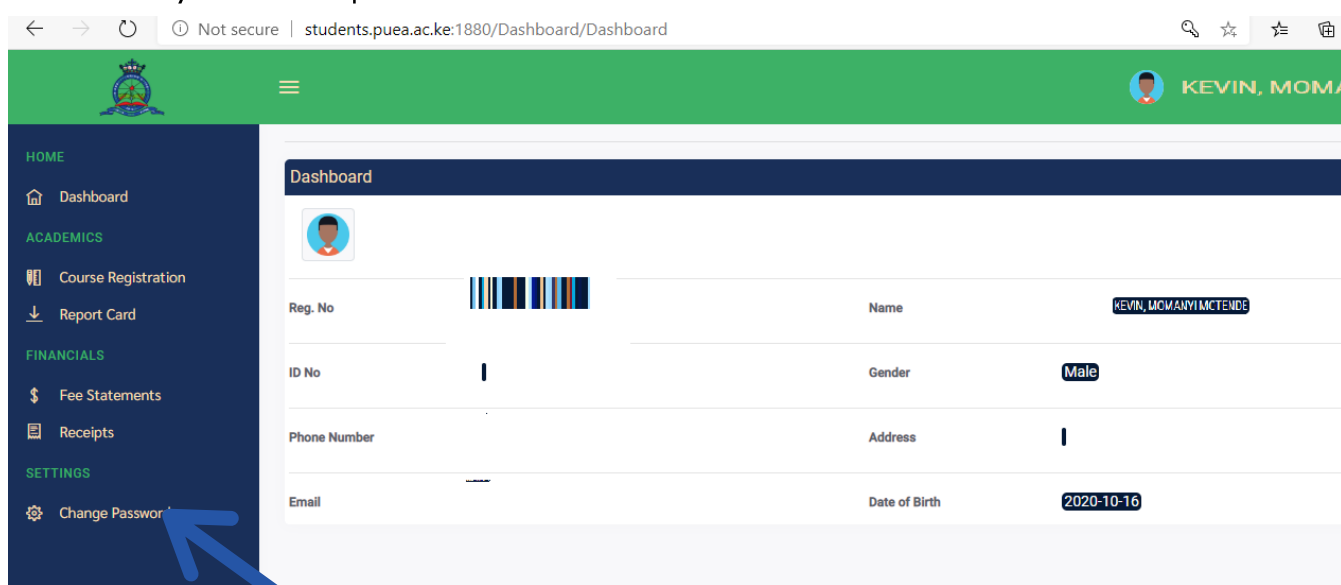 Not secure | students.puea.ac.ke:1880/Dashboard/Dashboard
KEVIN, MOMA
HOME
Dashboard
Dashboard
ACADEMICS
Course Registration
Report Card
Reg. No
Name
KEVIN, MOMANYI MCTENDE
FINANCIALS
ID No
Gender
Male
$ Fee Statements
Receipts
Phone Number
Address
SETTINGS
Change Password
Email
Date of Birth
2020-10-16